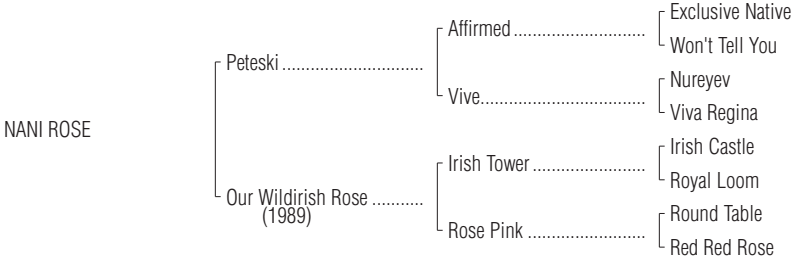 Exclusive Native
Affirmed ...........................
Won't Tell You
Peteski .............................
Nureyev
Vive..................................
Viva Regina
NANI ROSE
Irish Castle
Irish Tower .......................
Royal Loom
Our Wildirish Rose ...........
(1989)
Round Table
Rose Pink ........................
Red Red Rose